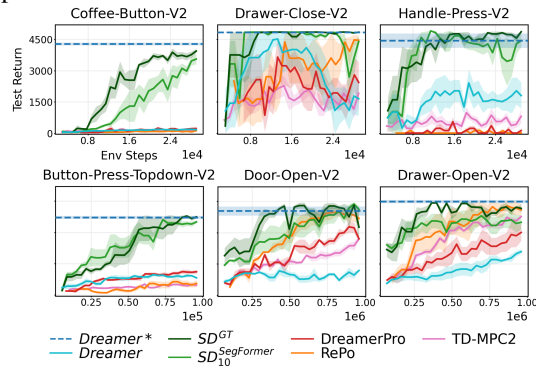 Coffee-Button-V2 Drawer-Close-V2 Handle-Press-V2
4500
3000
1500
0
Test Return
0.8 1.6 2.4 0.8 1.6 2.4 0.8 1.6 2.4
Env Steps 1e4 1e4 1e4
Button-Press-Topdown-V2 Door-Open-V2 Drawer-Open-V2
Test Return
0.25 0.50 0.75 1.00 0.0 0.5 1.0 0.25 0.50 0.75 1.00
1e5 1e6 1e6
Dreamer* SD^GT DreamerPro TD-MPC2
Dreamer SD_10^SegFormer RePo